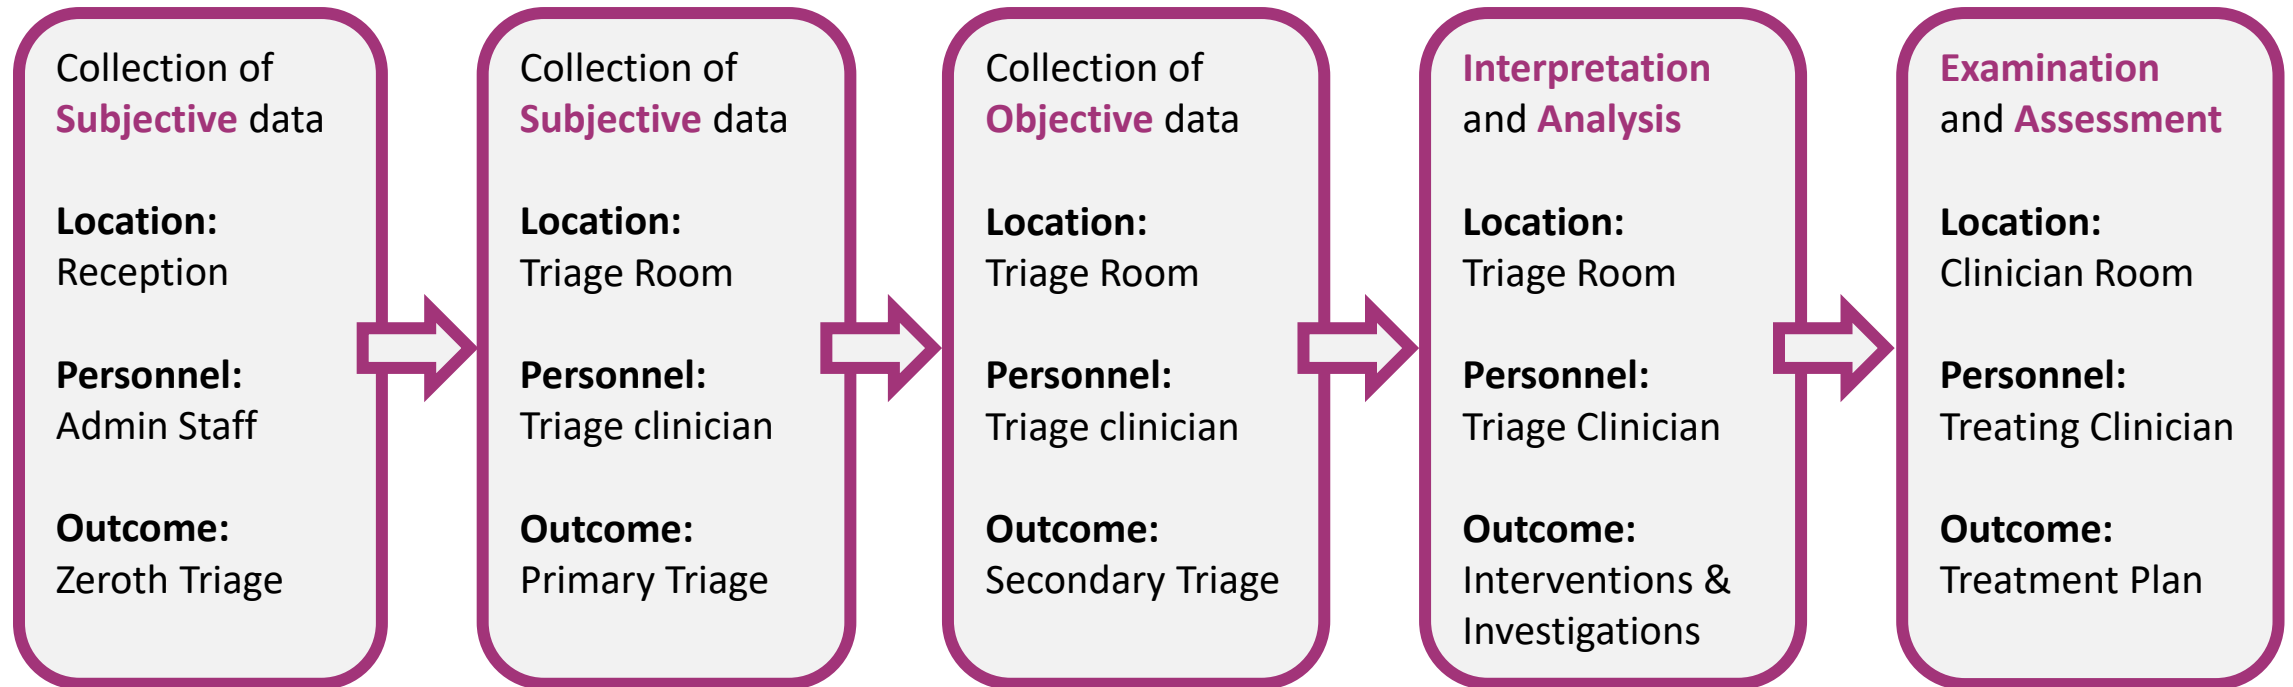 Collection of
Subjective data
Location:
Reception
Personnel:
Admin Staff
Outcome:
Zeroth Triage
Collection of
Subjective data
Location:
Triage Room
Personnel:
Triage clinician
Outcome:
Primary Triage
Collection of
Objective data
Location:
Triage Room
Personnel:
Triage clinician
Outcome:
Secondary Triage
Interpretation
and Analysis
Location:
Triage Room
Personnel:
Triage Clinician
Outcome:
Interventions &
Investigations
Examination
and Assessment
Location:
Clinician Room
Personnel:
Treating Clinician
Outcome:
Treatment Plan